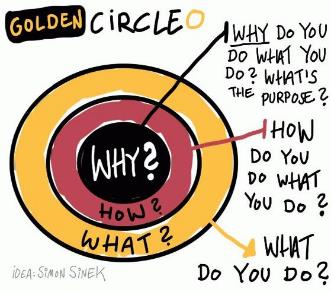 GOLDEN CiRCLE
WHY DO YOU
DO WHAT YOU
DO? WHAT'S
THE PURPOSE?
WHY?
HOW
DO YOU
DO WHAT
YOU DO?
HOW?
WHAT?
WHAT
DO YOU DO?
iDEA: SiMON SiNEK